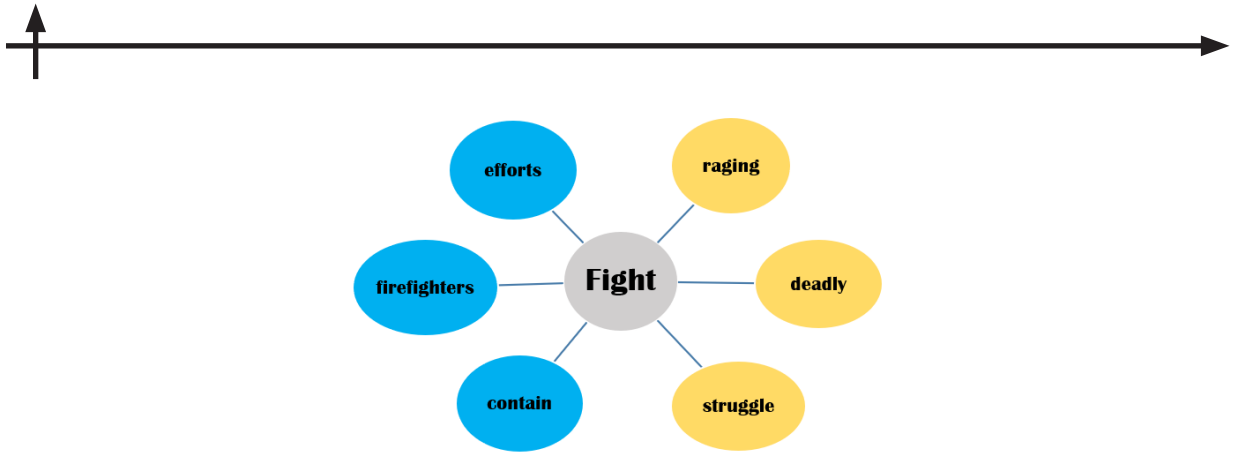 efforts
raging
firefighters
Fight
deadly
contain
struggle